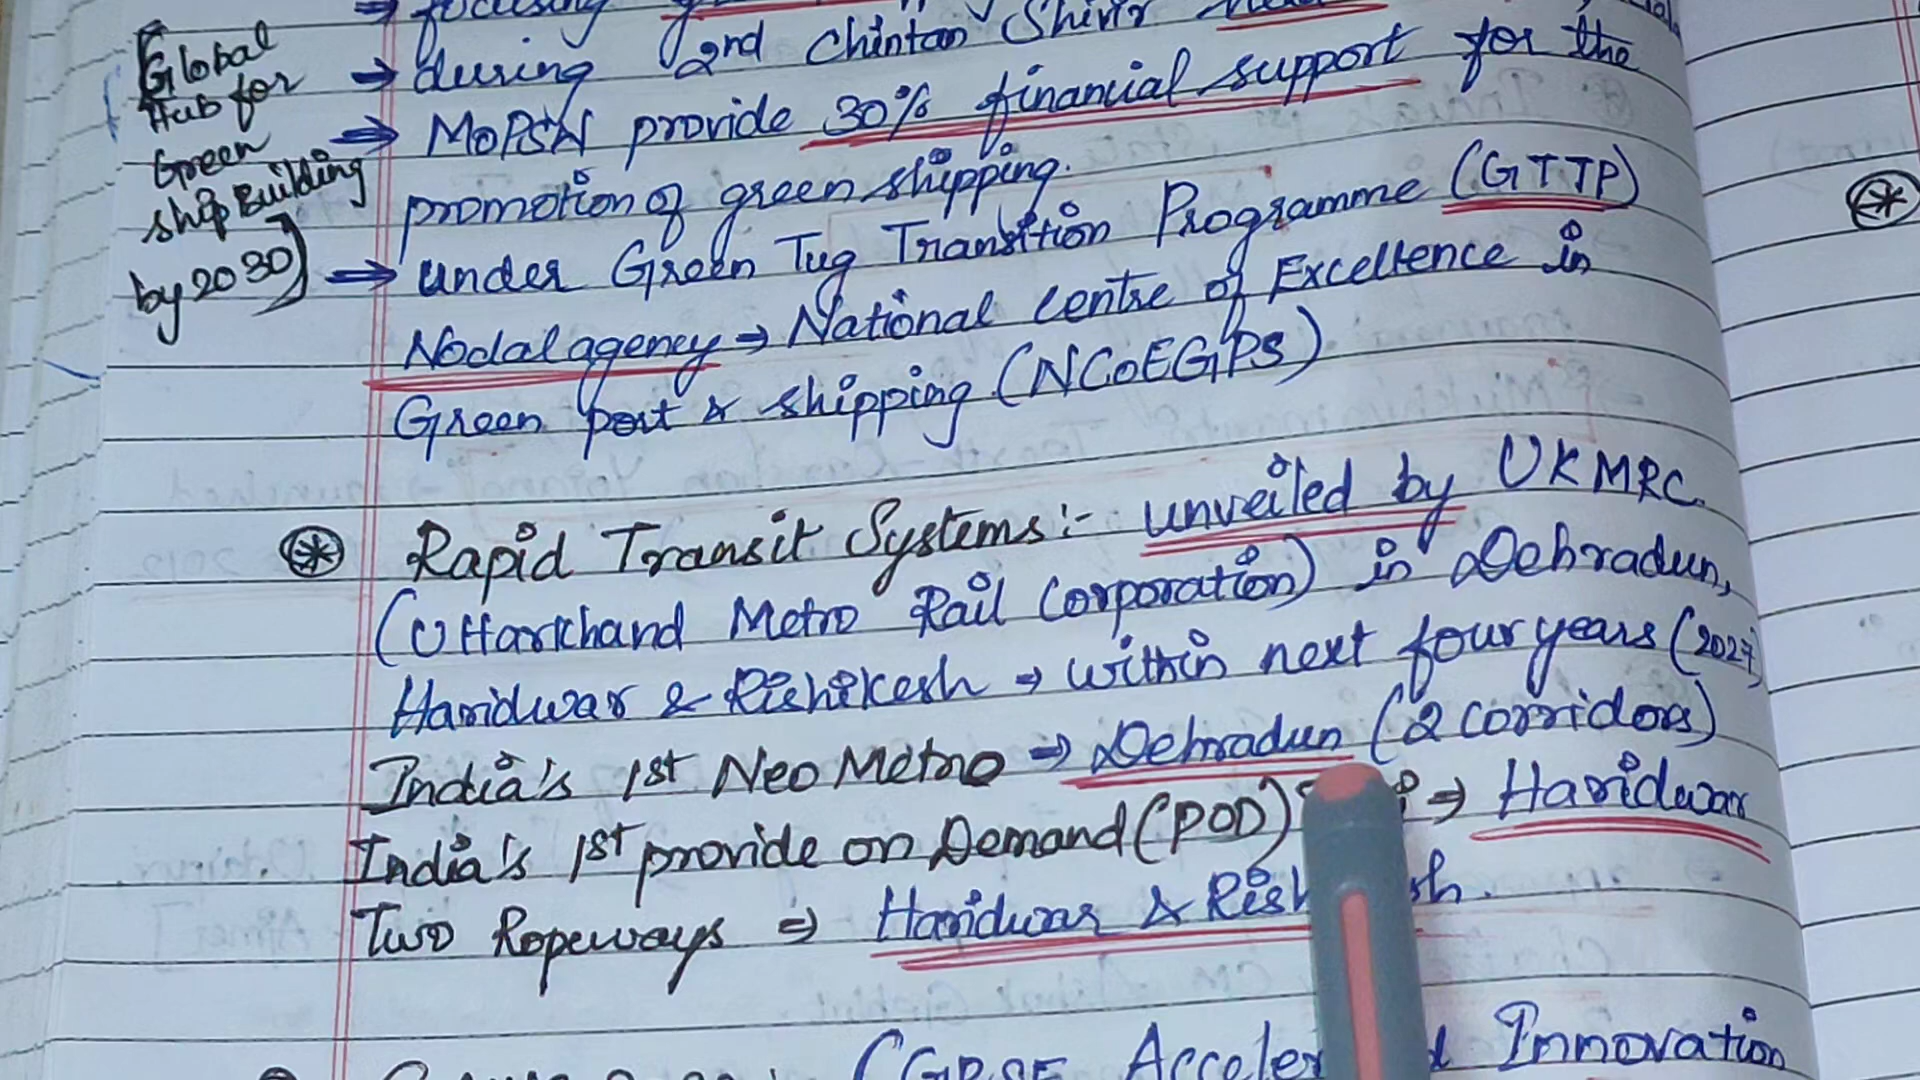 focusing
[Global Hub for Green Ship Building by 2030]
→ during 2nd Chintan Shivir
→ MoPSW provide 30% financial support for the
promotion of green shipping.
→ under Green Tug Transition Programme (GTTP)
Nodal agency → National centre of Excellence in
Green port & shipping (NCoEGPS)
Rapid Transit Systems:- unveiled by UKMRC
(Uttarkhand Metro Rail Corporation) in Dehradun,
Haridwar & Rishikesh → within next four years (2027)
India's 1st Neo Metro → Dehradun (2 corridors)
India's 1st provide on Demand (POD) → Haridwar
Two Ropeways → Haridwar &
Innovation